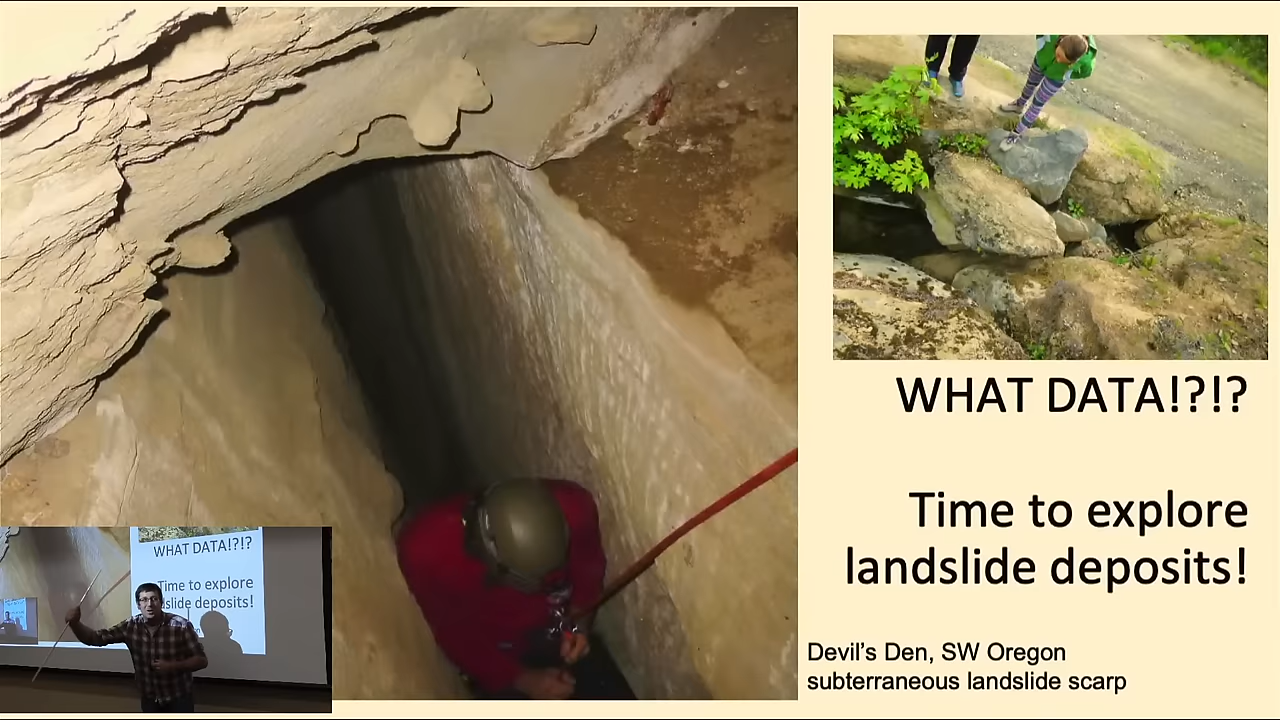 WHAT DATA!?!?
Time to explore
landslide deposits!
Devil's Den, SW Oregon
subterraneous landslide scarp
WHAT DATA!?!?
Time to explore
slide deposits!